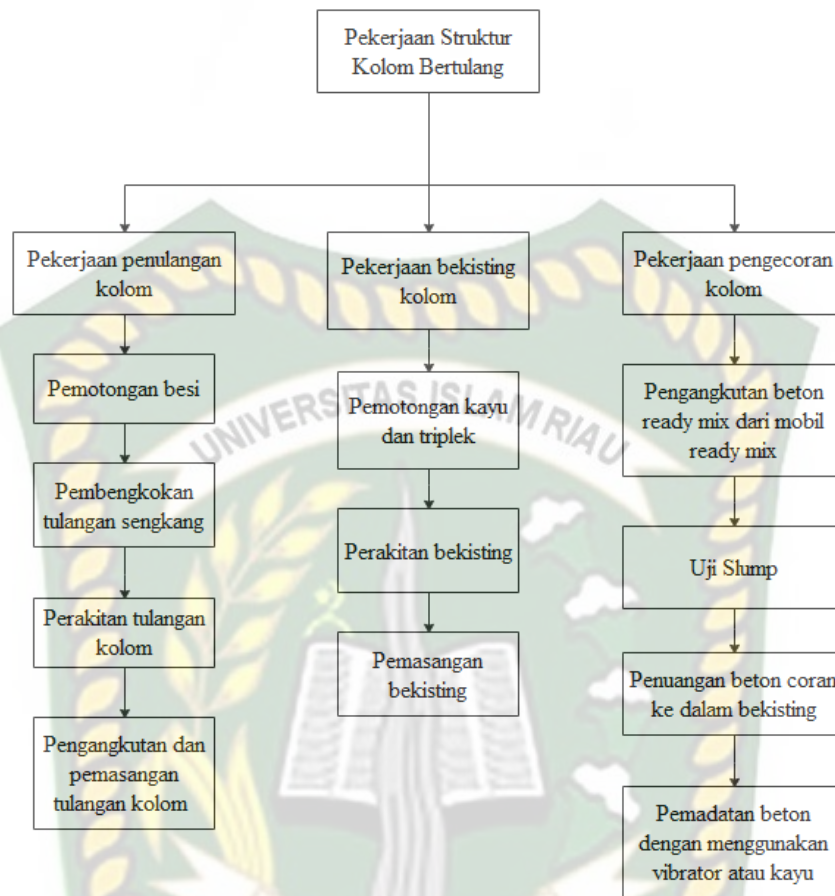 Pekerjaan Struktur
Kolom Bertulang
Pekerjaan penulangan
kolom
Pemotongan besi
Pembengkokan
tulangan sengkang
Perakitan tulangan
kolom
Pengangkutan dan
pemasangan
tulangan kolom
Pekerjaan bekisting
kolom
Pemotongan kayu
dan triplek
Perakitan bekisting
Pemasangan
bekisting
Pekerjaan pengecoran
kolom
Pengangkutan beton
ready mix dari mobil
ready mix
Uji Slump
Penuangan beton coran
ke dalam bekisting
Pemadatan beton
dengan menggunakan
vibrator atau kayu
UNIVERSITAS ISLAM RIAU